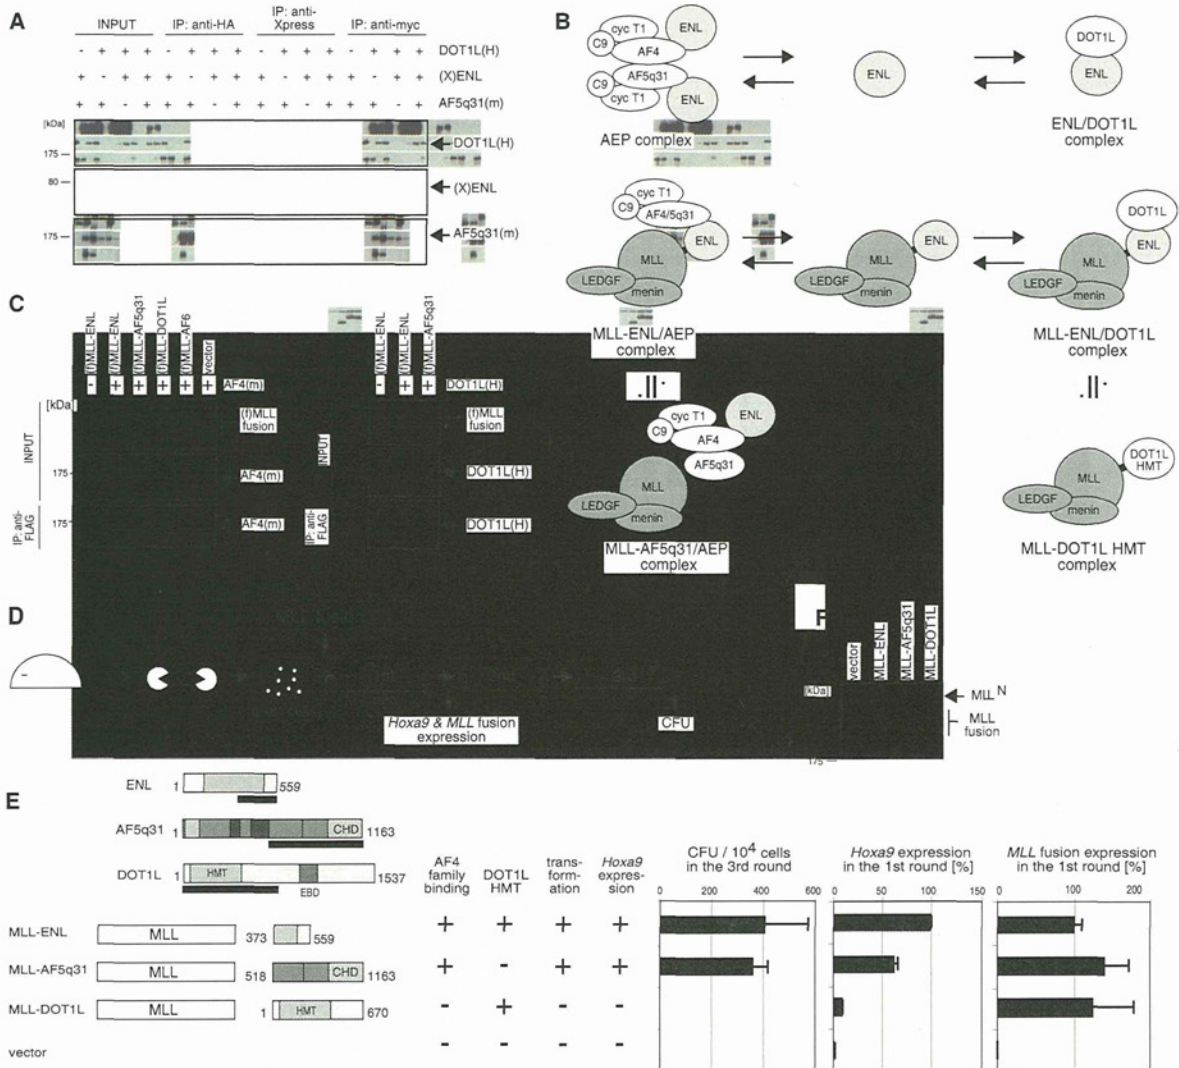 A
INPUT
IP: anti-HA
IP: anti-
Xpress
IP: anti-myc
- + + + - + + + - + + + - + + +
DOT1L(H)
+ - + + + - + + + - + + + - + +
(X)ENL
+ + - + + + - + + + - + + + - +
AF5q31(m)
[kDa]
175
DOT1L(H)
80
(X)ENL
175
AF5q31(m)
B
cyc T1
C9
AF4
ENL
C9
AF5q31
cyc T1
ENL
AEP complex
ENL
DOT1L
ENL
ENL/DOT1L
complex
cyc T1
C9
AF4/5q31
ENL
MLL
LEDGF
menin
MLL-ENL/AEP
complex
ENL
MLL
LEDGF
menin
DOT1L
ENL
MLL
LEDGF
menin
MLL-ENL/DOT1L
complex
cyc T1
C9
AF4
ENL
AF5q31
MLL
LEDGF
menin
MLL-AF5q31/AEP
complex
DOT1L
HMT
MLL
LEDGF
menin
MLL-DOT1L HMT
complex
C
(f)MLL-ENL
(f)MLL-ENL
(f)MLL-AF5q31
(f)MLL-DOT1L
(f)MLL-AF6
vector
- + + + + +
AF4(m)
(f)MLL-ENL
(f)MLL-ENL
(f)MLL-AF5q31
- + +
DOT1L(H)
[kDa]
INPUT
(f)MLL
fusion
INPUT
(f)MLL
fusion
175
AF4(m)
DOT1L(H)
IP: anti-
FLAG
175
AF4(m)
IP: anti-
FLAG
DOT1L(H)
D
-
Hoxa9 & MLL fusion
expression
CFU
F
vector
MLL-ENL
MLL-AF5q31
MLL-DOT1L
[kDa]
MLL N
MLL
fusion
175
E
ENL 1 559
AF5q31 1 CHD 1163
DOT1L 1 HMT 1537
EBD
AF4
family
binding
DOT1L
HMT
trans-
form-
ation
Hoxa9
expres-
sion
CFU / 10^4 cells
in the 3rd round
Hoxa9 expression
in the 1st round [%]
MLL fusion expression
in the 1st round [%]
0 200 400 600
0 50 100 150
0 100 200
MLL-ENL MLL 373 559 + + + +
MLL-AF5q31 MLL 518 CHD 1163 + - + +
MLL-DOT1L MLL 1 HMT 670 - + - -
vector - - - -